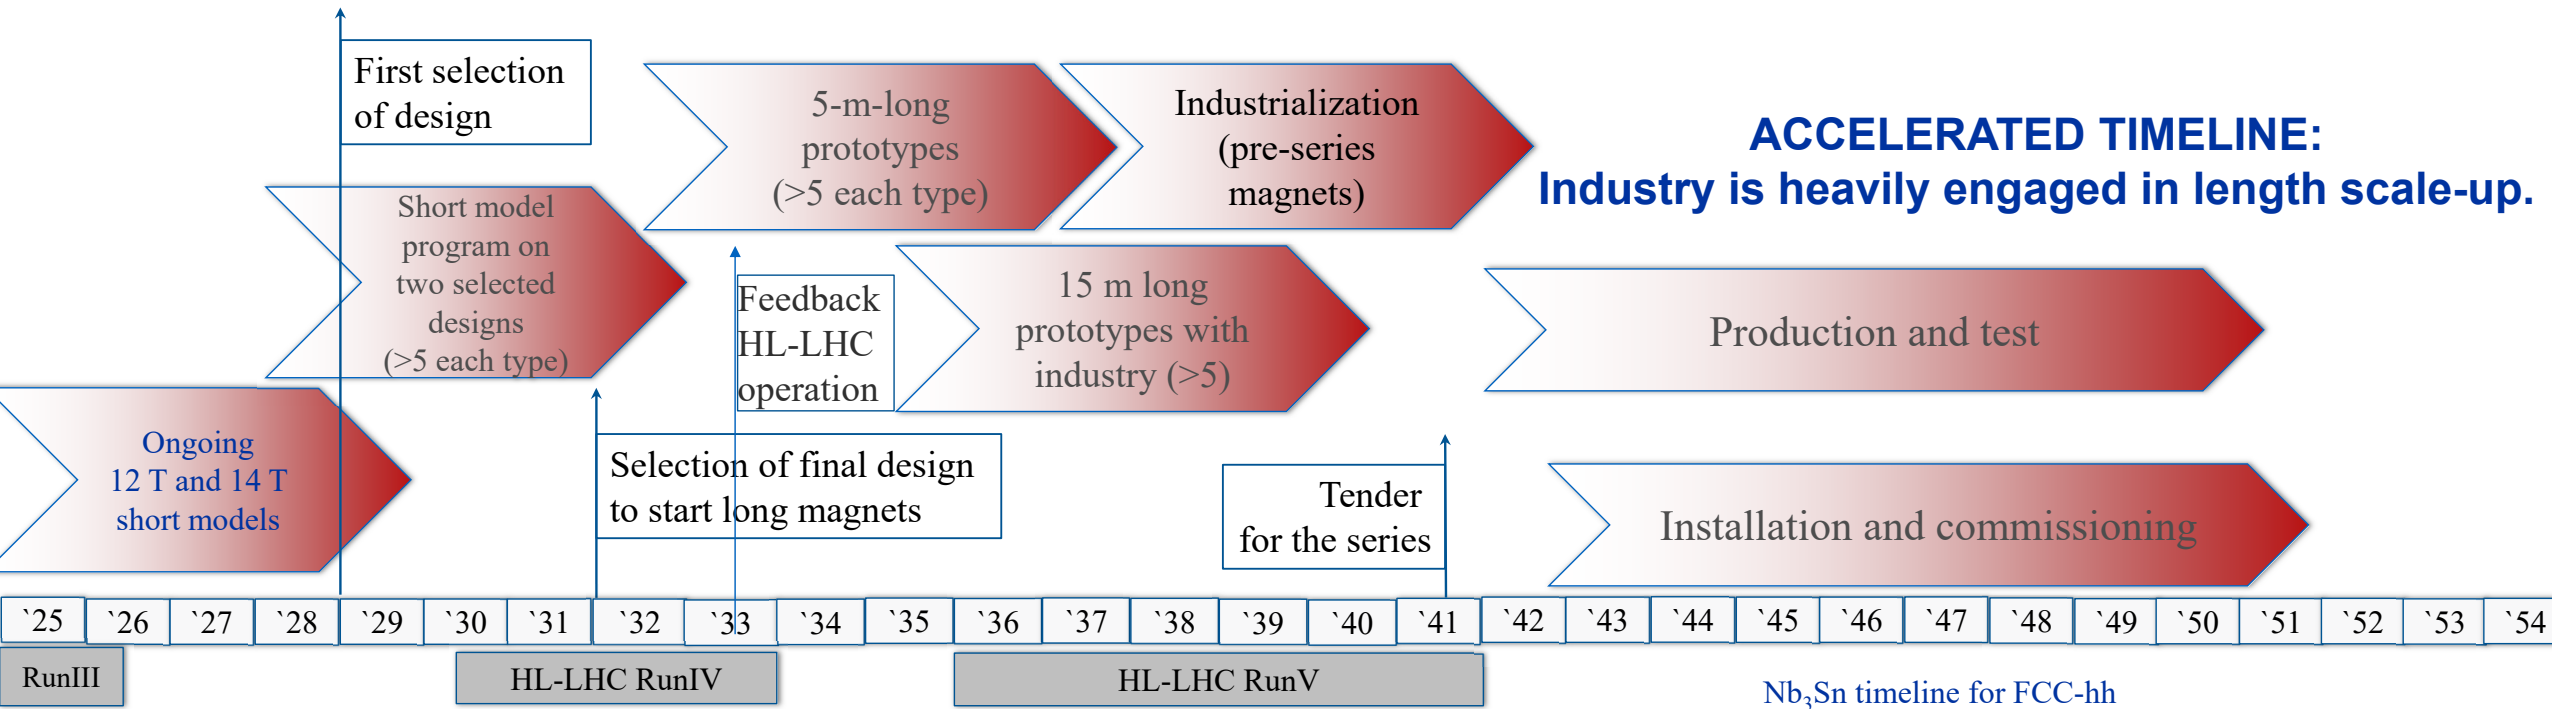 First selection
of design
5-m-long
prototypes
(>5 each type)
Industrialization
(pre-series
magnets)
ACCELERATED TIMELINE:
Industry is heavily engaged in length scale-up.
Short model
program on
two selected
designs
(>5 each type)
Feedback
HL-LHC
operation
15 m long
prototypes with
industry (>5)
Production and test
Ongoing
12 T and 14 T
short models
Selection of final design
to start long magnets
Tender
for the series
Installation and commissioning
`25 `26 `27 `28 `29 `30 `31 `32 `33 `34 `35 `36 `37 `38 `39 `40 `41 `42 `43 `44 `45 `46 `47 `48 `49 `50 `51 `52 `53 `54
RunIII HL-LHC RunIV HL-LHC RunV
Nb₃Sn timeline for FCC-hh